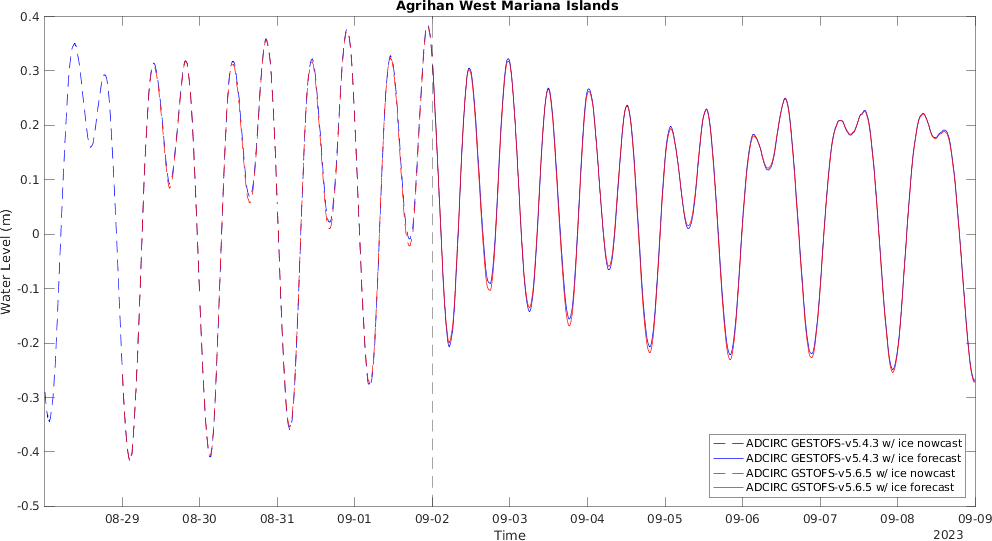 Agrihan West Mariana Islands
0.4
0.3
0.2
0.1
0
-0.1
-0.2
-0.3
-0.4
-0.5
Water Level (m)
ADCIRC GESTOFS-v5.4.3 w/ ice nowcast
ADCIRC GESTOFS-v5.4.3 w/ ice forecast
ADCIRC GSTOFS-v5.6.5 w/ ice nowcast
ADCIRC GSTOFS-v5.6.5 w/ ice forecast
08-29 08-30 08-31 09-01 09-02 09-03 09-04 09-05 09-06 09-07 09-08 09-09
Time
2023